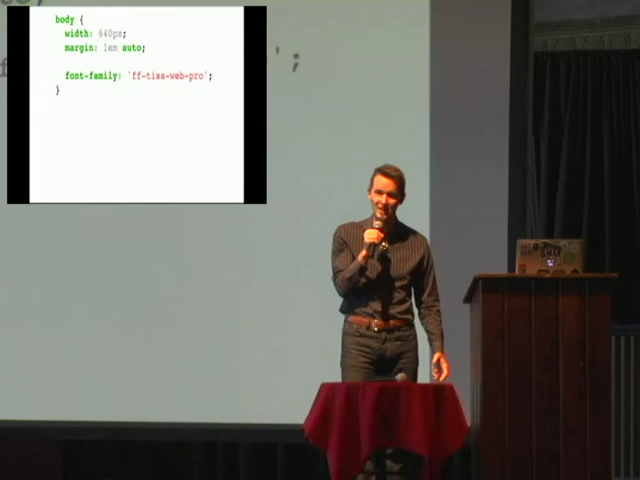 body {
width: 640px;
margin: 1em auto;
font-family: 'ff-tisa-web-pro';
}
';